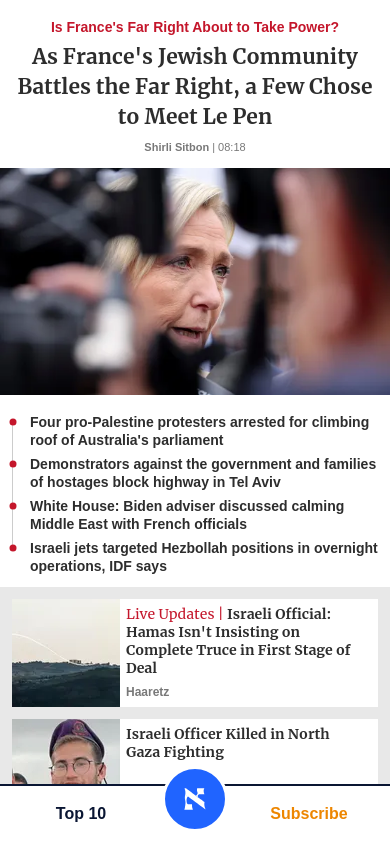 Is France's Far Right About to Take Power?
As France's Jewish Community
Battles the Far Right, a Few Chose
to Meet Le Pen
Shirli Sitbon | 08:18
Four pro-Palestine protesters arrested for climbing
roof of Australia's parliament
Demonstrators against the government and families
of hostages block highway in Tel Aviv
White House: Biden adviser discussed calming
Middle East with French officials
Israeli jets targeted Hezbollah positions in overnight
operations, IDF says
Live Updates | Israeli Official:
Hamas Isn't Insisting on
Complete Truce in First Stage of
Deal
Haaretz
Israeli Officer Killed in North
Gaza Fighting
Top 10
א
Subscribe